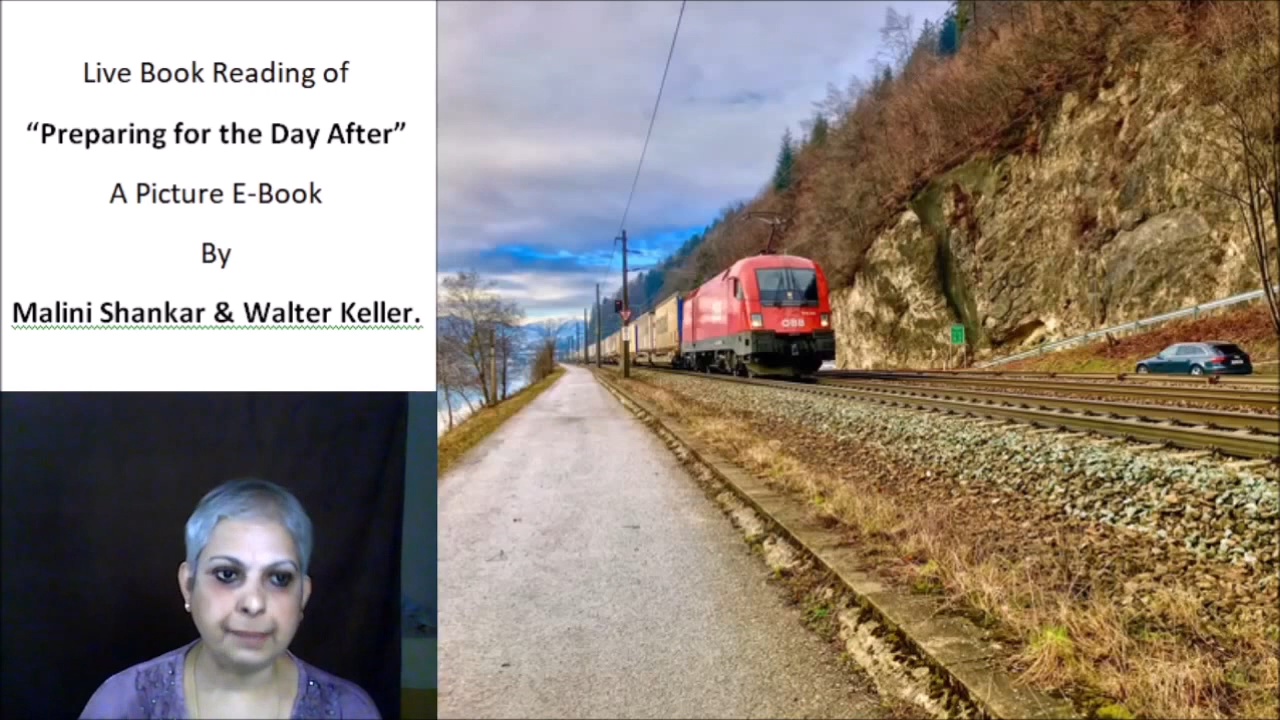 Live Book Reading of
“Preparing for the Day After”
A Picture E-Book
By
Malini Shankar & Walter Keller.
ÖBB